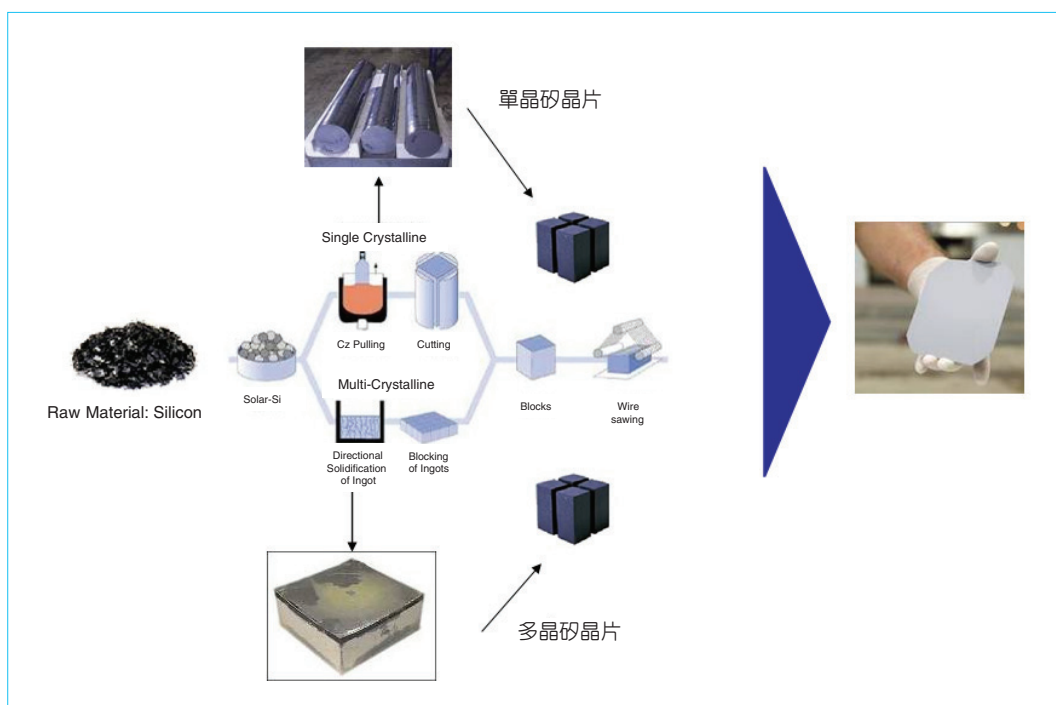 單晶矽晶片
Single Crystalline
Cz Pulling
Cutting
Raw Material: Silicon
Solar-Si
Multi-Crystalline
Blocks
Wire
sawing
Directional
Solidification
of Ingot
Blocking
of Ingots
多晶矽晶片